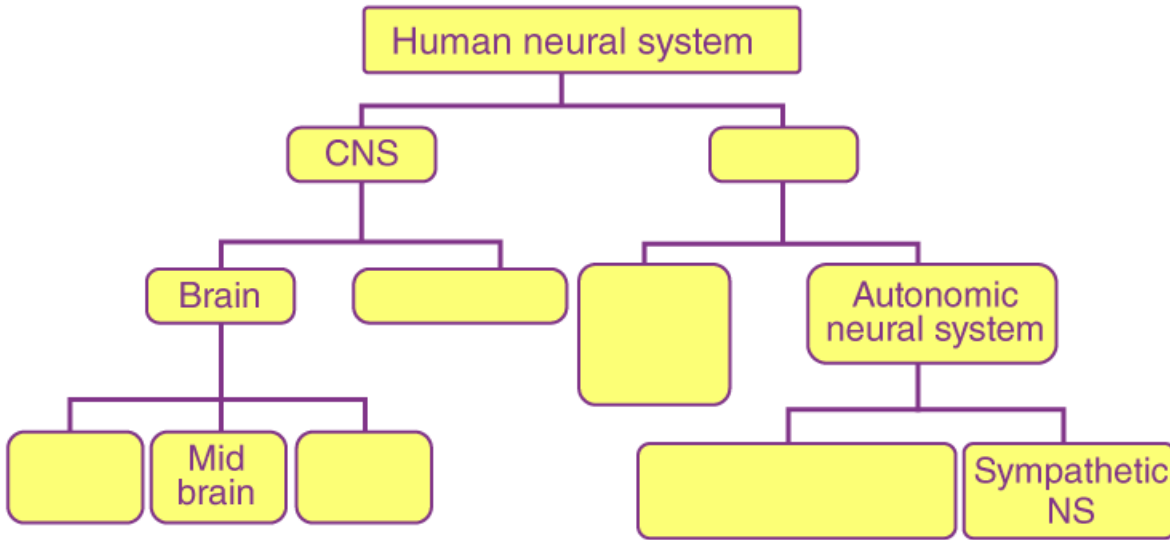 Human neural system
CNS
Brain
Autonomic
neural system
Mid
brain
Sympathetic
NS